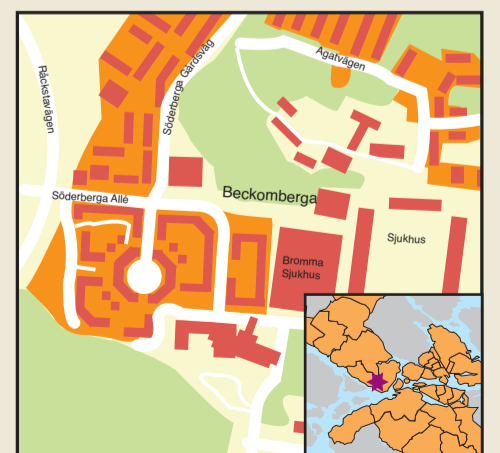 Råckstavägen
Söderberga Gårdsväg
Agatvägen
Söderberga Allé
Beckomberga
Sjukhus
Bromma
Sjukhus